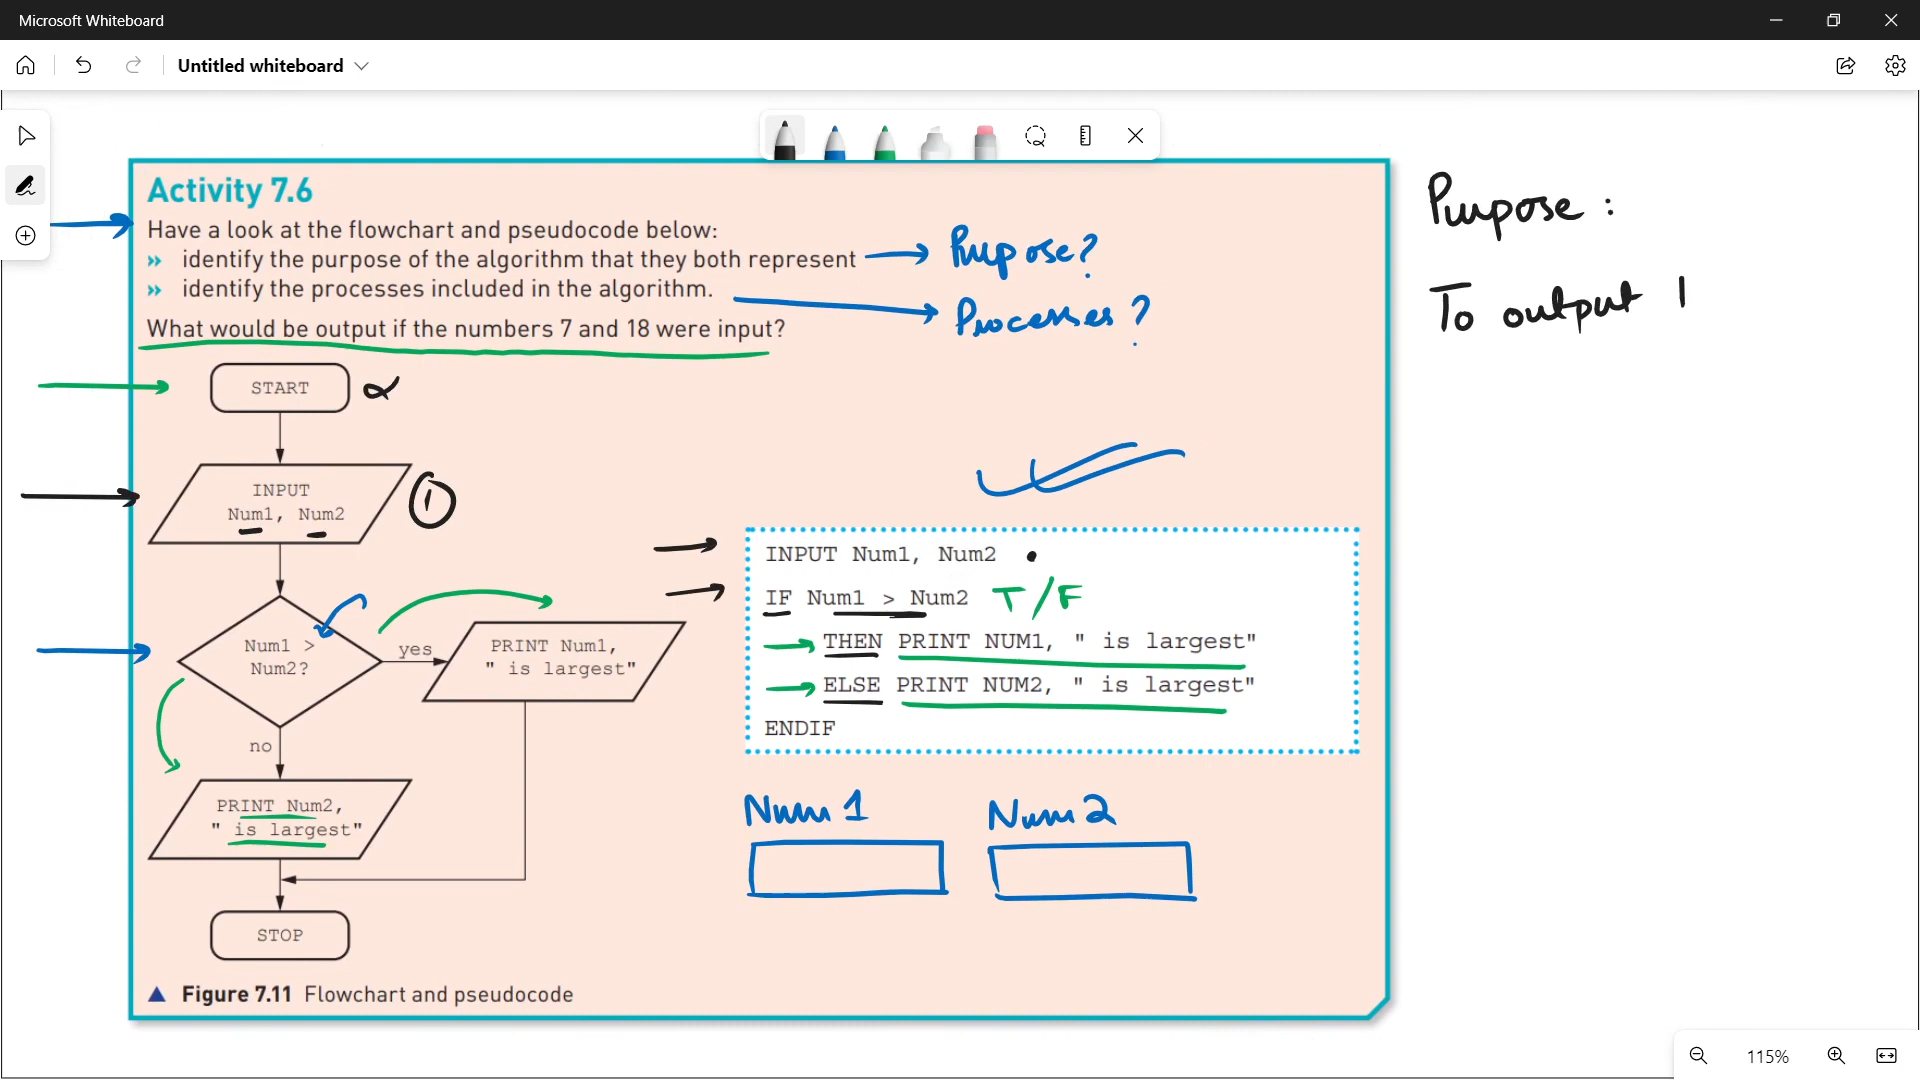 Microsoft Whiteboard
Untitled whiteboard
Activity 7.6
Have a look at the flowchart and pseudocode below:
» identify the purpose of the algorithm that they both represent
Purpose?
» identify the processes included in the algorithm.
Processes?
What would be output if the numbers 7 and 18 were input?
Purpose :
To output
START
INPUT
Num1, Num2
1
Num1 >
Num2?
yes
PRINT Num1,
" is largest"
no
PRINT Num2,
" is largest"
STOP
INPUT Num1, Num2
IF Num1 > Num2 T/F
THEN PRINT NUM1, " is largest"
ELSE PRINT NUM2, " is largest"
ENDIF
Num1 Num2
▲ Figure 7.11 Flowchart and pseudocode
115%